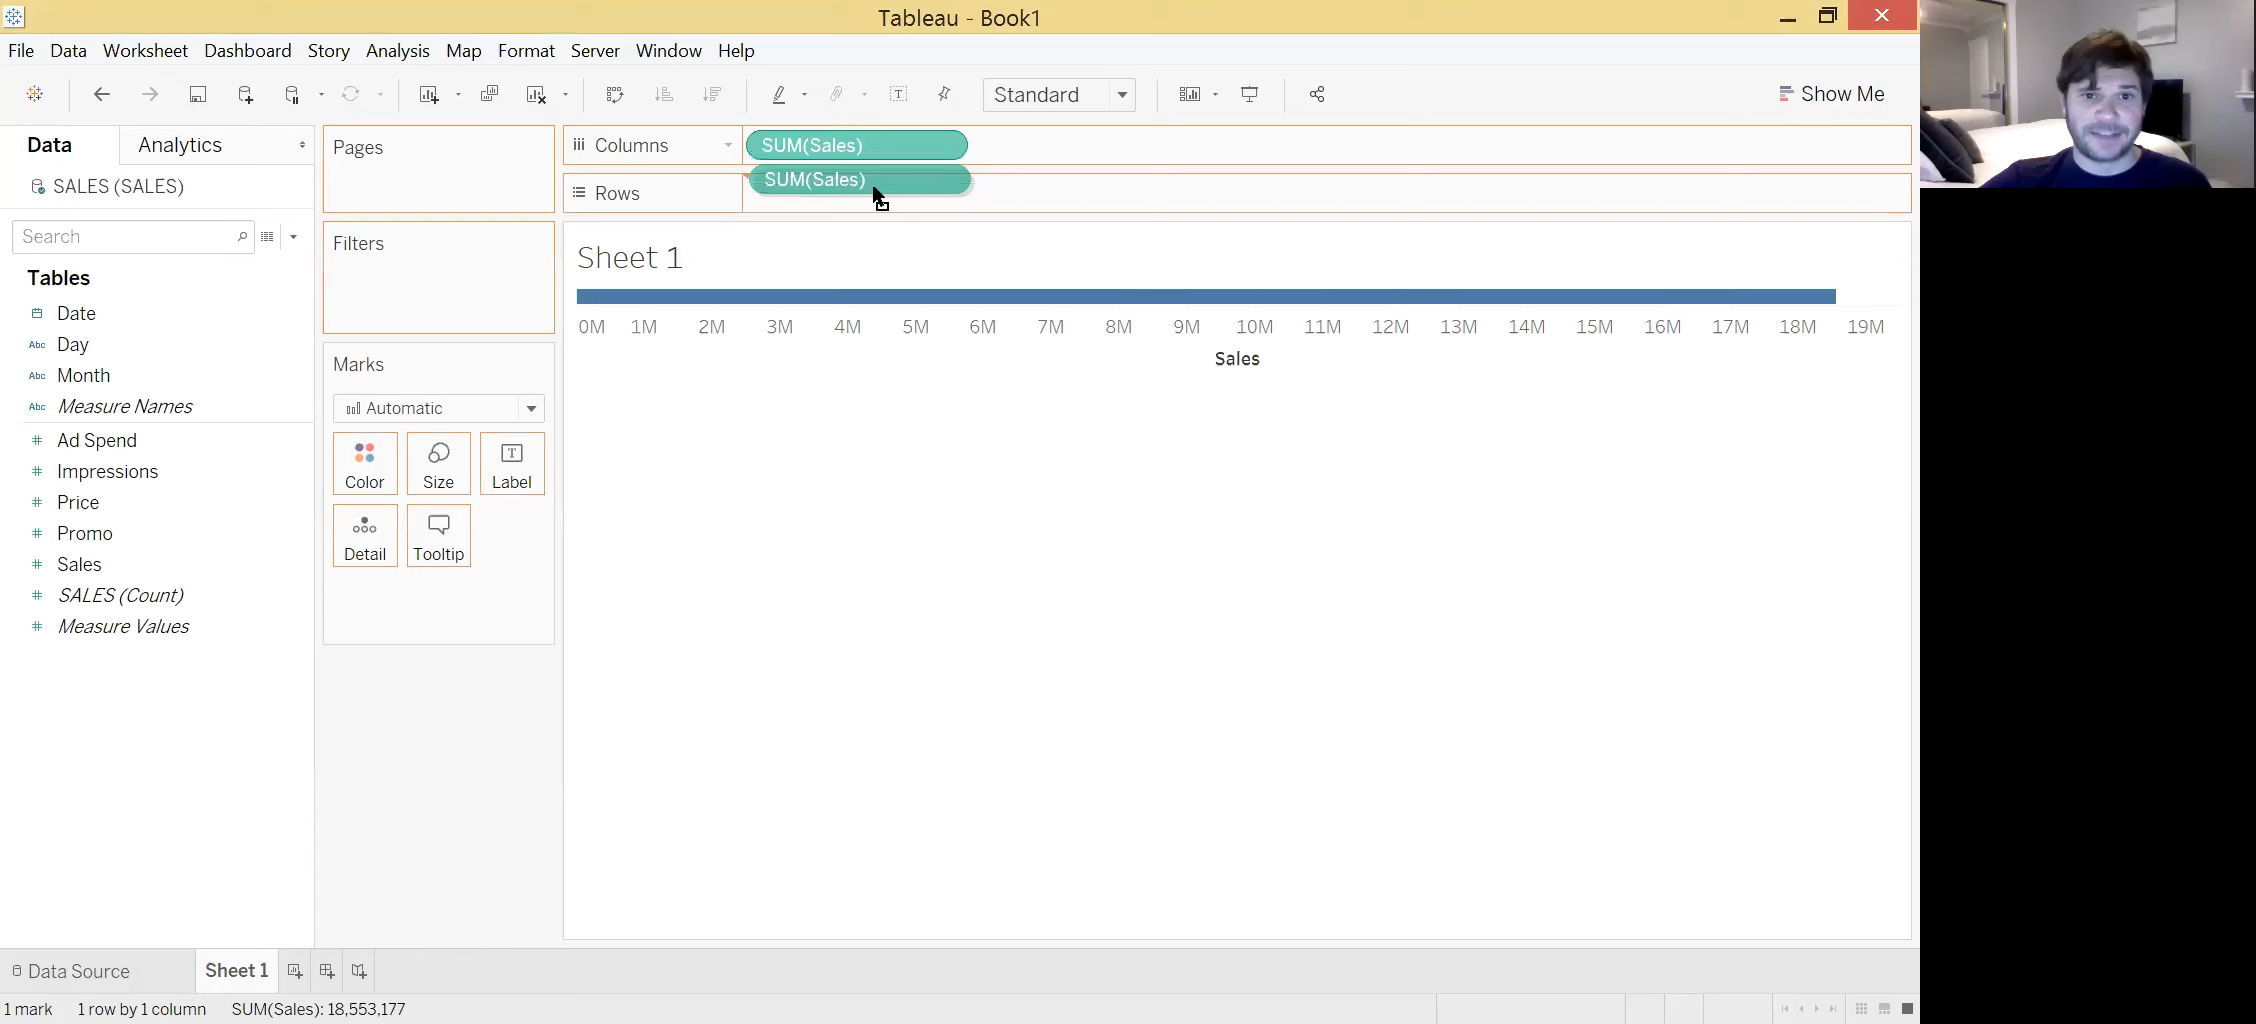 Tableau - Book1
File Data Worksheet Dashboard Story Analysis Map Format Server Window Help
Standard
Show Me
Data
Analytics
SALES (SALES)
Search
Tables
Date
Abc Day
Abc Month
Abc Measure Names
# Ad Spend
# Impressions
# Price
# Promo
# Sales
# SALES (Count)
# Measure Values
Pages
Filters
Marks
Automatic
Color
Size
Label
Detail
Tooltip
Columns
SUM(Sales)
Rows
SUM(Sales)
Sheet 1
0M 1M 2M 3M 4M 5M 6M 7M 8M 9M 10M 11M 12M 13M 14M 15M 16M 17M 18M 19M
Sales
Data Source
Sheet 1
1 mark 1 row by 1 column SUM(Sales): 18,553,177